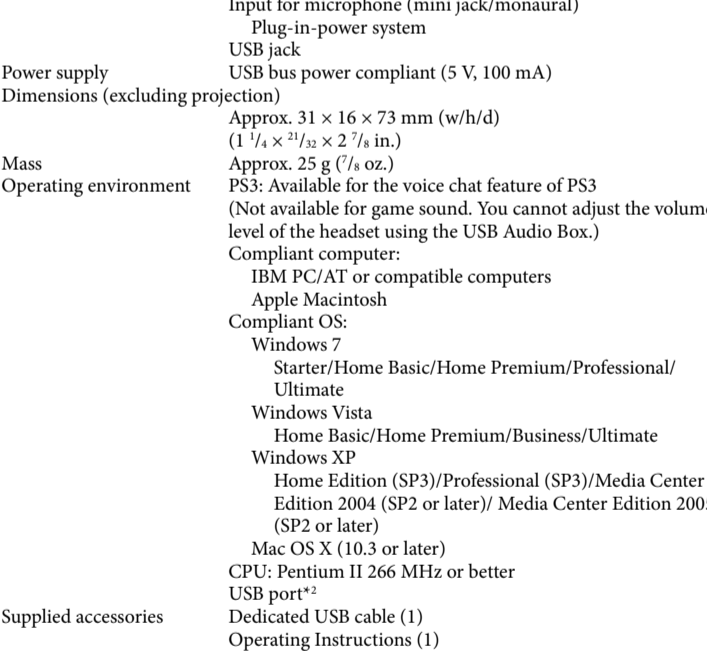 Input for microphone (mini jack/monaural)
Plug-in-power system
USB jack
Power supply USB bus power compliant (5 V, 100 mA)
Dimensions (excluding projection)
Approx. 31 × 16 × 73 mm (w/h/d)
(1 1/4 × 21/32 × 2 7/8 in.)
Mass Approx. 25 g (7/8 oz.)
Operating environment PS3: Available for the voice chat feature of PS3
(Not available for game sound. You cannot adjust the volum
level of the headset using the USB Audio Box.)
Compliant computer:
IBM PC/AT or compatible computers
Apple Macintosh
Compliant OS:
Windows 7
Starter/Home Basic/Home Premium/Professional/
Ultimate
Windows Vista
Home Basic/Home Premium/Business/Ultimate
Windows XP
Home Edition (SP3)/Professional (SP3)/Media Center
Edition 2004 (SP2 or later)/ Media Center Edition 200
(SP2 or later)
Mac OS X (10.3 or later)
CPU: Pentium II 266 MHz or better
USB port*2
Supplied accessories Dedicated USB cable (1)
Operating Instructions (1)